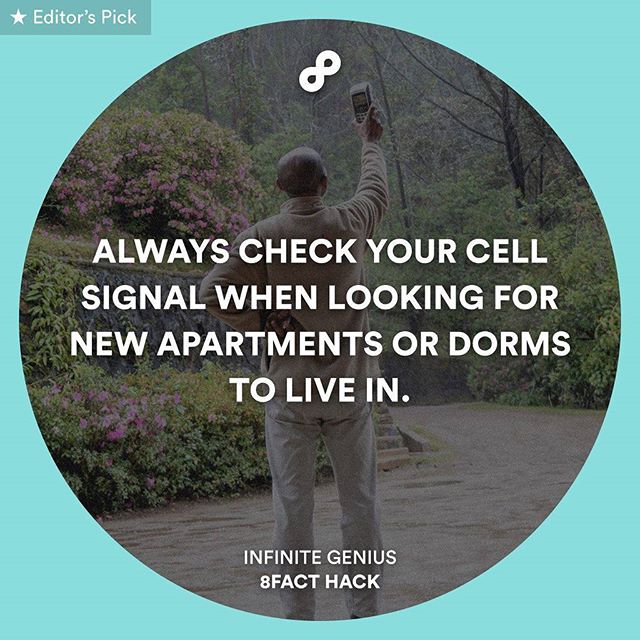 ★ Editor's Pick
ALWAYS CHECK YOUR CELL
SIGNAL WHEN LOOKING FOR
NEW APARTMENTS OR DORMS
TO LIVE IN.
INFINITE GENIUS
8FACT HACK